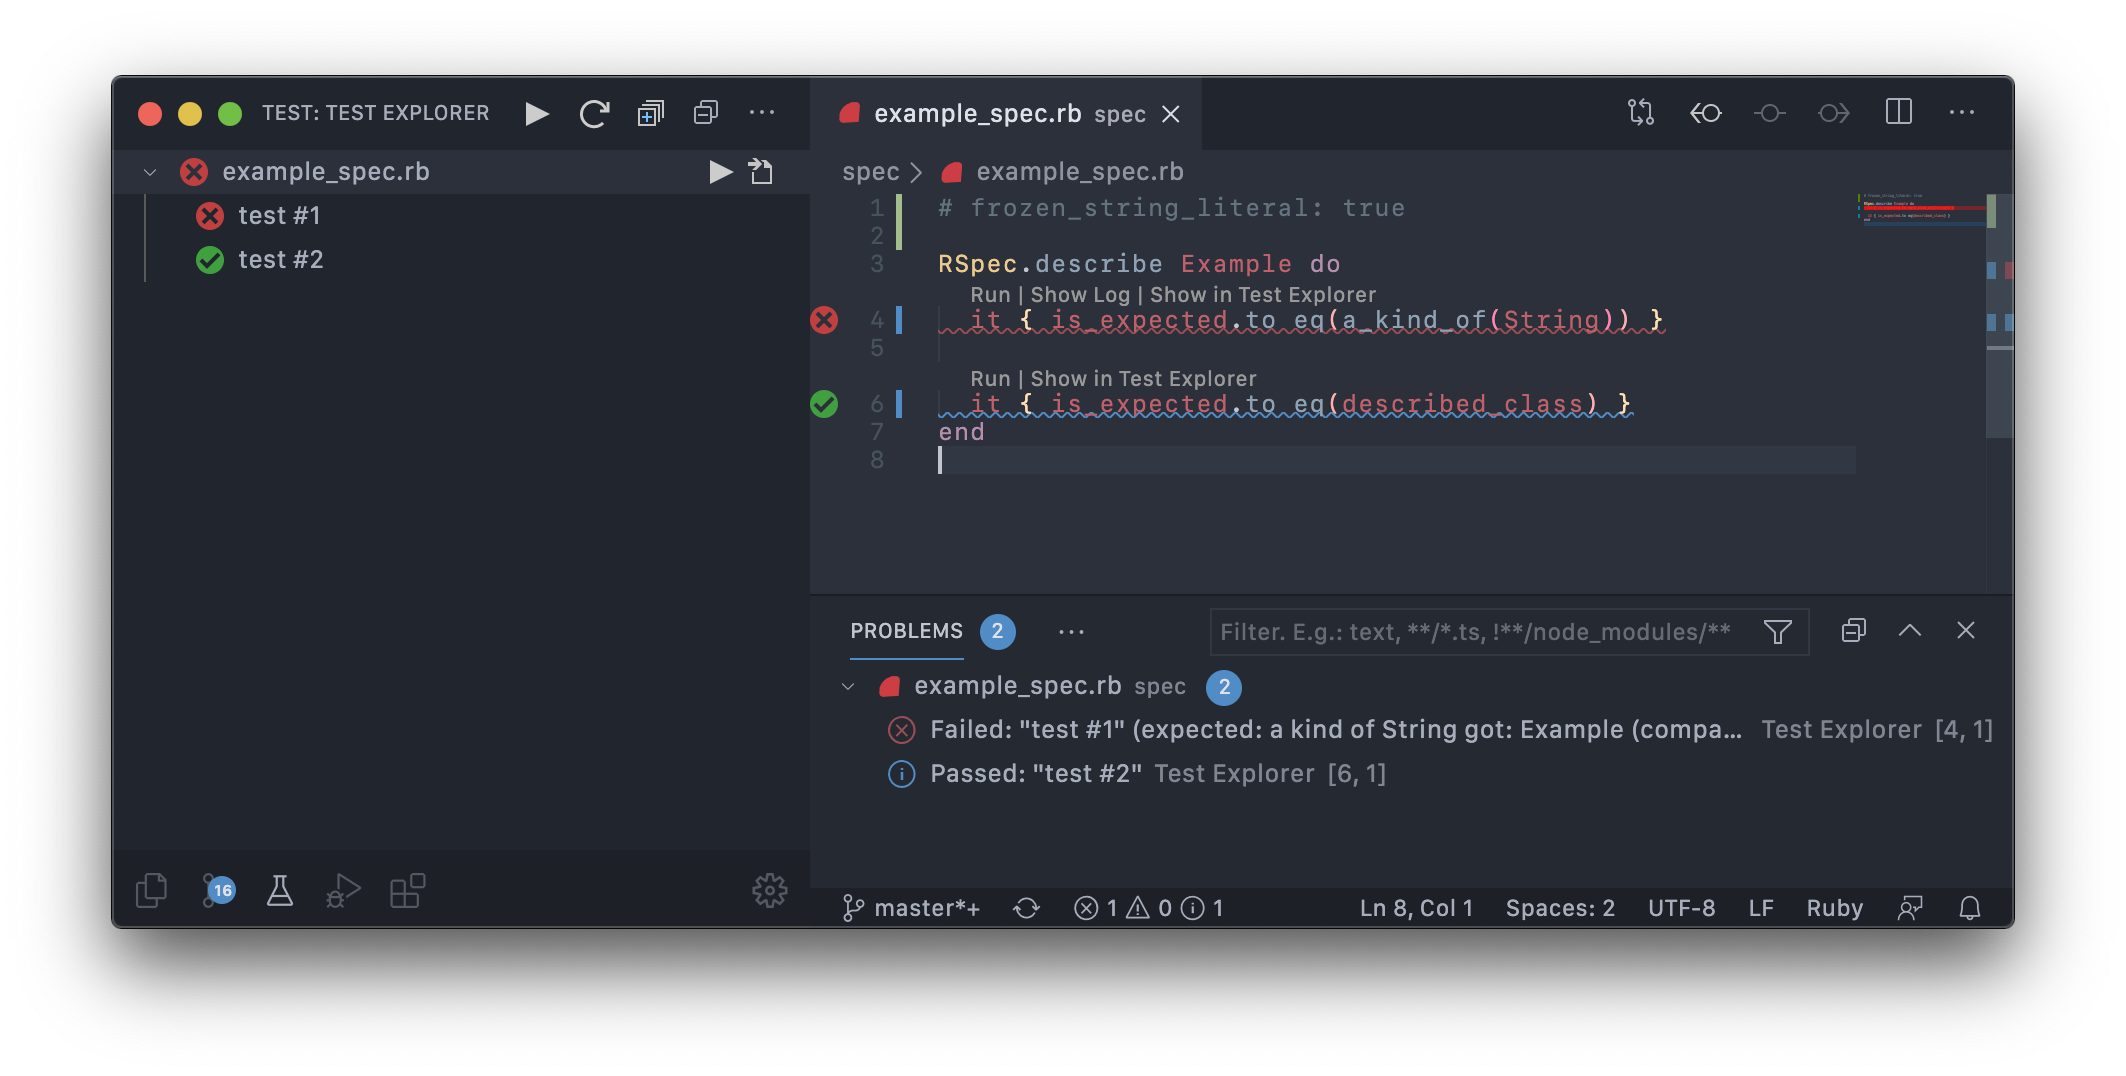 TEST: TEST EXPLORER
example_spec.rb
test #1
test #2
16
example_spec.rb spec
spec > example_spec.rb
1 # frozen_string_literal: true
2
3 RSpec.describe Example do
Run | Show Log | Show in Test Explorer
4 it { is_expected.to eq(a_kind_of(String)) }
5
Run | Show in Test Explorer
6 it { is_expected.to eq(described_class) }
7 end
8
PROBLEMS 2 Filter. E.g.: text, **/*.ts, !**/node_modules/**
example_spec.rb spec 2
Failed: "test #1" (expected: a kind of String got: Example (compa... Test Explorer [4, 1]
Passed: "test #2" Test Explorer [6, 1]
master*+ 1 0 1 Ln 8, Col 1 Spaces: 2 UTF-8 LF Ruby